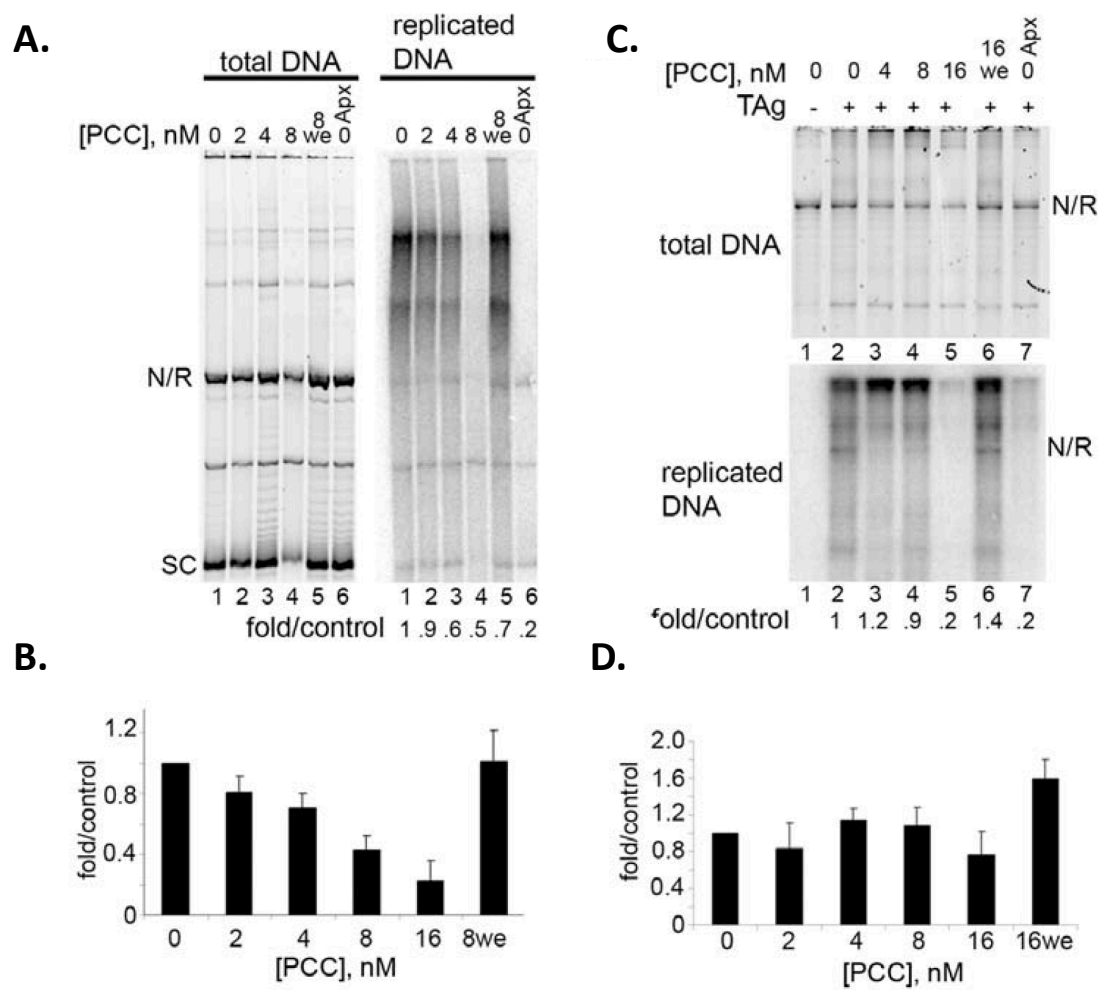 A.
total DNA
replicated
DNA
[PCC], nM 0 2 4 8 8 we Apx 0
0 2 4 8 8 we Apx 0
N/R
SC
1 2 3 4 5 6
1 2 3 4 5 6
fold/control 1 .9 .6 .5 .7 .2
B.
fold/control
1.2
0.8
0.4
0
0 2 4 8 16 8we
[PCC], nM
C.
[PCC], nM 0 0 4 8 16 16 we Apx 0
TAg - + + + + + +
total DNA
N/R
1 2 3 4 5 6 7
replicated
DNA
N/R
1 2 3 4 5 6 7
fold/control 1 1.2 .9 .2 1.4 .2
D.
fold/control
2.0
1.6
1.2
0.8
0.4
0
0 2 4 8 16 16we
[PCC], nM